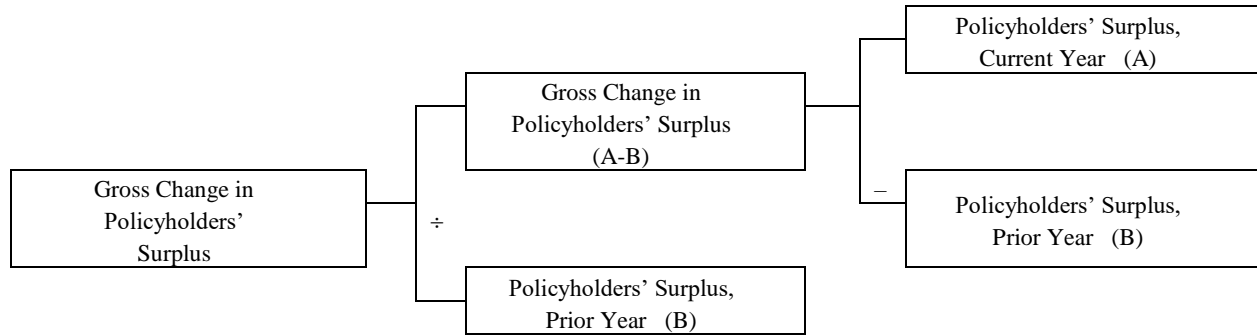 Gross Change in
Policyholders’
Surplus
÷
Gross Change in
Policyholders’ Surplus
(A-B)
Policyholders’ Surplus,
Prior Year (B)
–
Policyholders’ Surplus,
Current Year (A)
Policyholders’ Surplus,
Prior Year (B)